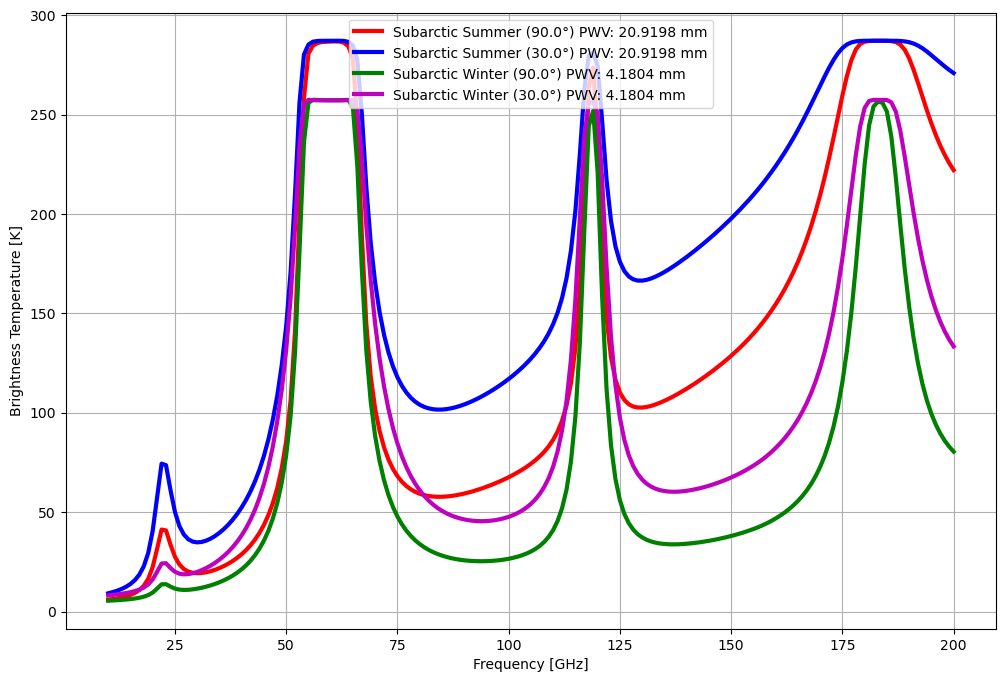 300
250
200
150
100
50
0
Brightness Temperature [K]
Subarctic Summer (90.0°) PWV: 20.9198 mm
Subarctic Summer (30.0°) PWV: 20.9198 mm
Subarctic Winter (90.0°) PWV: 4.1804 mm
Subarctic Winter (30.0°) PWV: 4.1804 mm
25 50 75 100 125 150 175 200
Frequency [GHz]